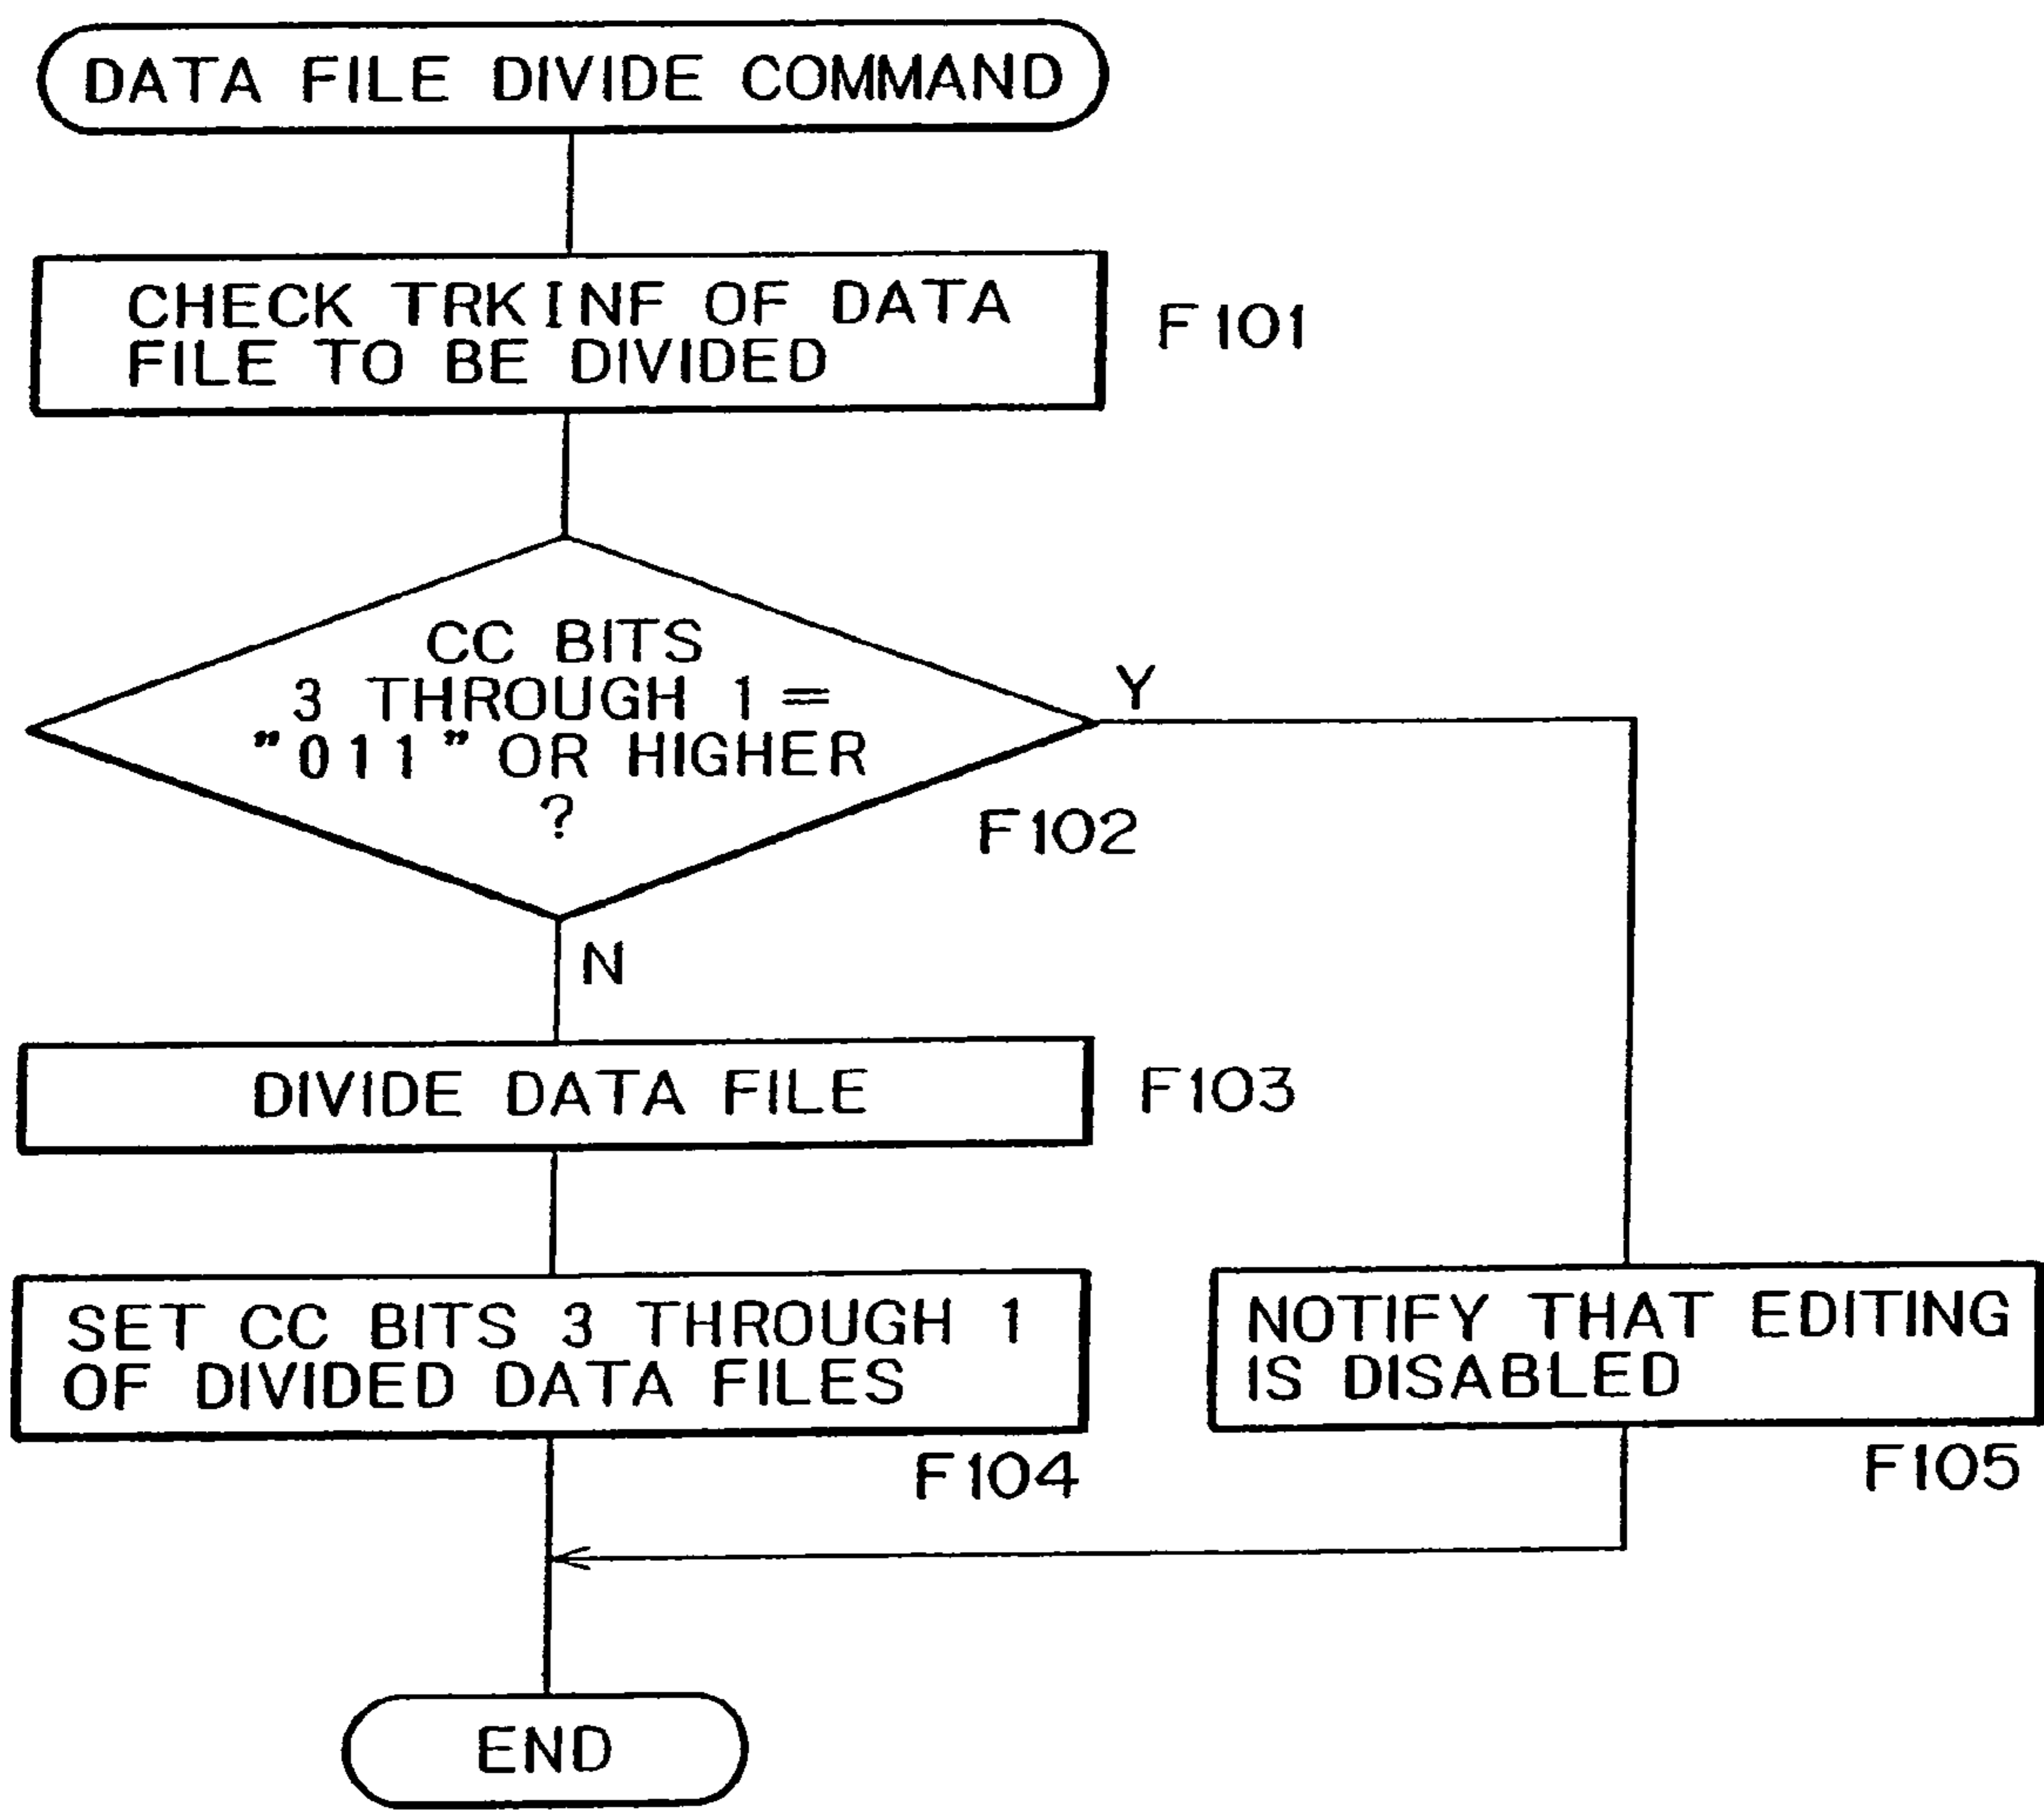 DATA FILE DIVIDE COMMAND
CHECK TRKINF OF DATA
FILE TO BE DIVIDED
F101
CC BITS
3 THROUGH 1 =
"011" OR HIGHER
?
Y
F102
N
DIVIDE DATA FILE
F103
SET CC BITS 3 THROUGH 1
OF DIVIDED DATA FILES
F104
NOTIFY THAT EDITING
IS DISABLED
F105
END